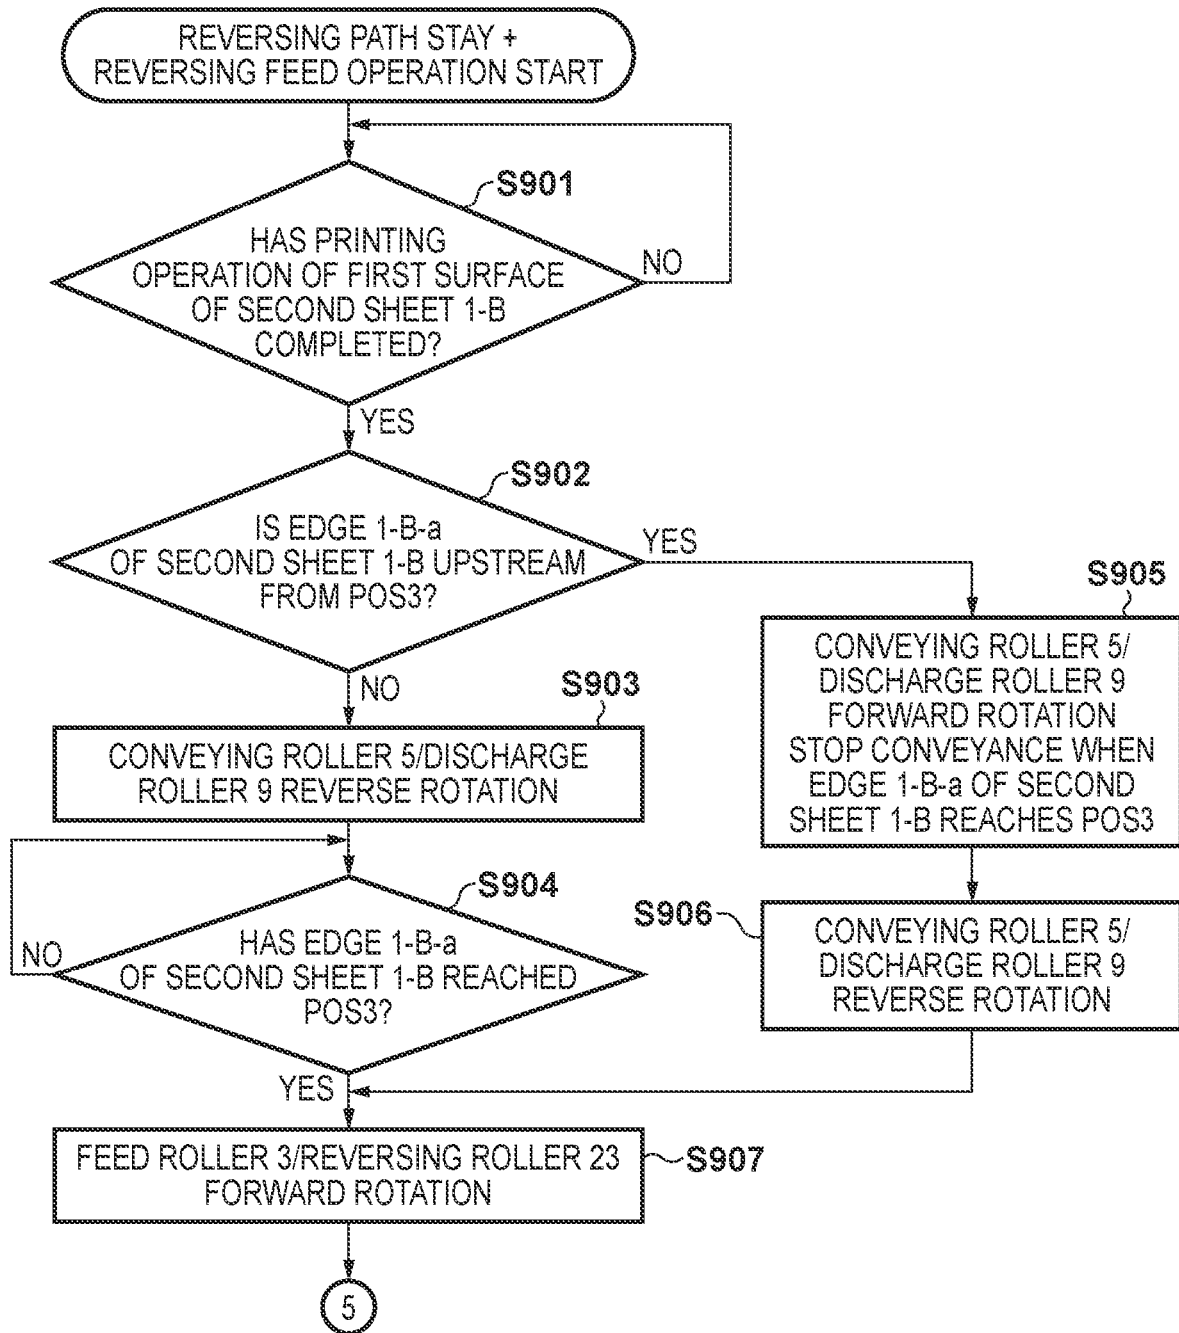 REVERSING PATH STAY +
REVERSING FEED OPERATION START
S901
HAS PRINTING
OPERATION OF FIRST SURFACE
OF SECOND SHEET 1-B
COMPLETED?
NO
YES
S902
IS EDGE 1-B-a
OF SECOND SHEET 1-B UPSTREAM
FROM POS3?
YES
NO
S903
CONVEYING ROLLER 5/DISCHARGE
ROLLER 9 REVERSE ROTATION
S904
HAS EDGE 1-B-a
OF SECOND SHEET 1-B REACHED
POS3?
NO
YES
S905
CONVEYING ROLLER 5/
DISCHARGE ROLLER 9
FORWARD ROTATION
STOP CONVEYANCE WHEN
EDGE 1-B-a OF SECOND
SHEET 1-B REACHES POS3
S906
CONVEYING ROLLER 5/
DISCHARGE ROLLER 9
REVERSE ROTATION
FEED ROLLER 3/REVERSING ROLLER 23
FORWARD ROTATION
S907
5